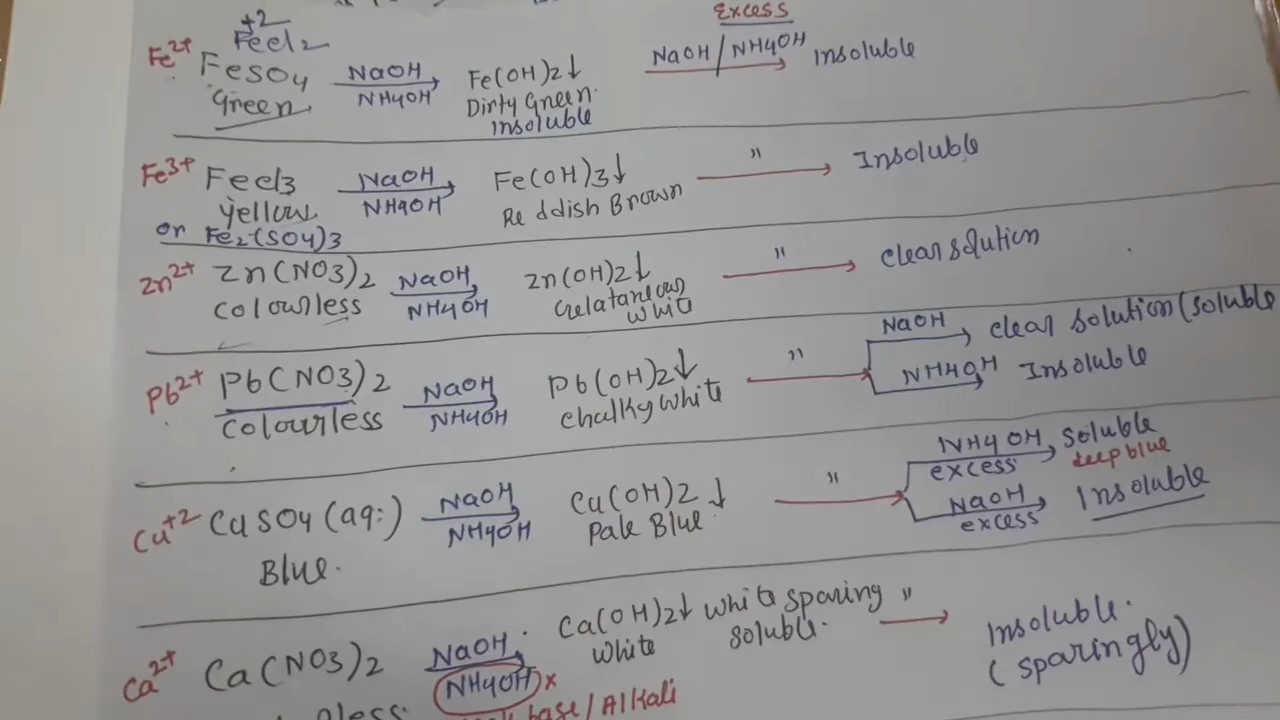 +2
Excess
Fe2+ FeCl2
FeSO4 NaOH Fe(OH)2↓ NaOH/NH4OH Insoluble
Green NH4OH Dirty Green
Insoluble
Fe3+ FeCl3 NaOH Fe(OH)3↓ " Insoluble
yellow NH4OH Reddish Brown
or Fe2(SO4)3
Zn2+ Zn(NO3)2 NaOH Zn(OH)2↓ " clear solution
colourless NH4OH Gelataneous
white
NaOH clear solution (soluble
Pb2+ Pb(NO3)2 NaOH Pb(OH)2↓ " NH4OH Insoluble
colourless NH4OH chalky white
NH4OH soluble
excess deep blue
Cu+2 CuSO4 (aq:) NaOH Cu(OH)2↓ " NaOH Insoluble
NH4OH Pale Blue excess
Blue.
Ca2+ Ca(NO3)2 NaOH. Ca(OH)2↓ white sparing " Insoluble.
NH4OH x white soluble. (sparingly)
base/Alkali